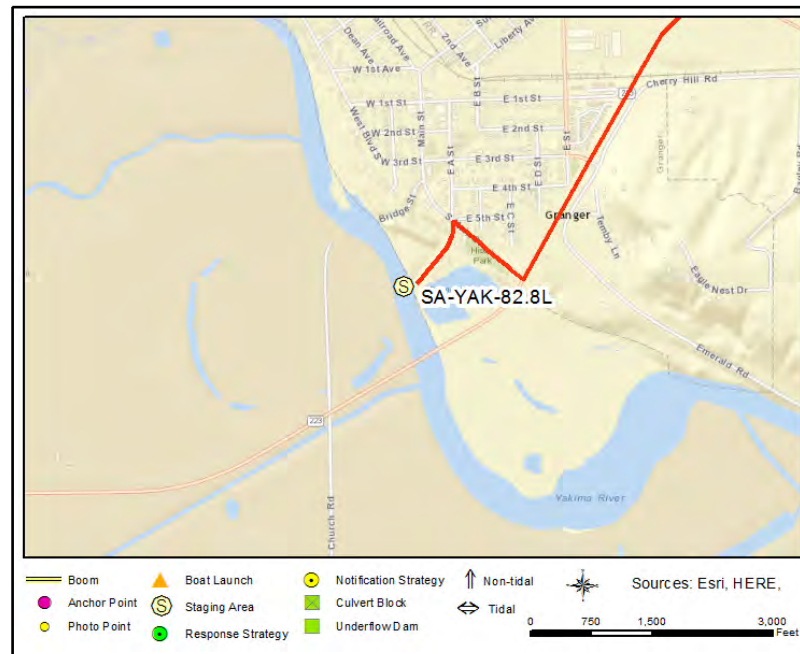 Dean Ave
Railroad Ave
RR
2nd Ave
Liberty Ave
W 1st Ave
E B St
Cherry Hill Rd
223
W 1st St
E 1st St
Main St
West Blvd S
W 2nd St
E 2nd St
E St
E A St
W 3rd St
E 3rd St
E D St
Granger
E 4th St
Bridge St
S
E 5th St
E C St
Granger
Temby Ln
Park
S
SA-YAK-82.8L
Eagle Nest Dr
Emerald Rd
223
Church Rd
Yakima River
Boom
Boat Launch
Notification Strategy
Non-tidal
Sources: Esri, HERE,
Anchor Point
S
Staging Area
Culvert Block
Tidal
Photo Point
Response Strategy
Underflow Dam
0 750 1,500 3,000
Feet